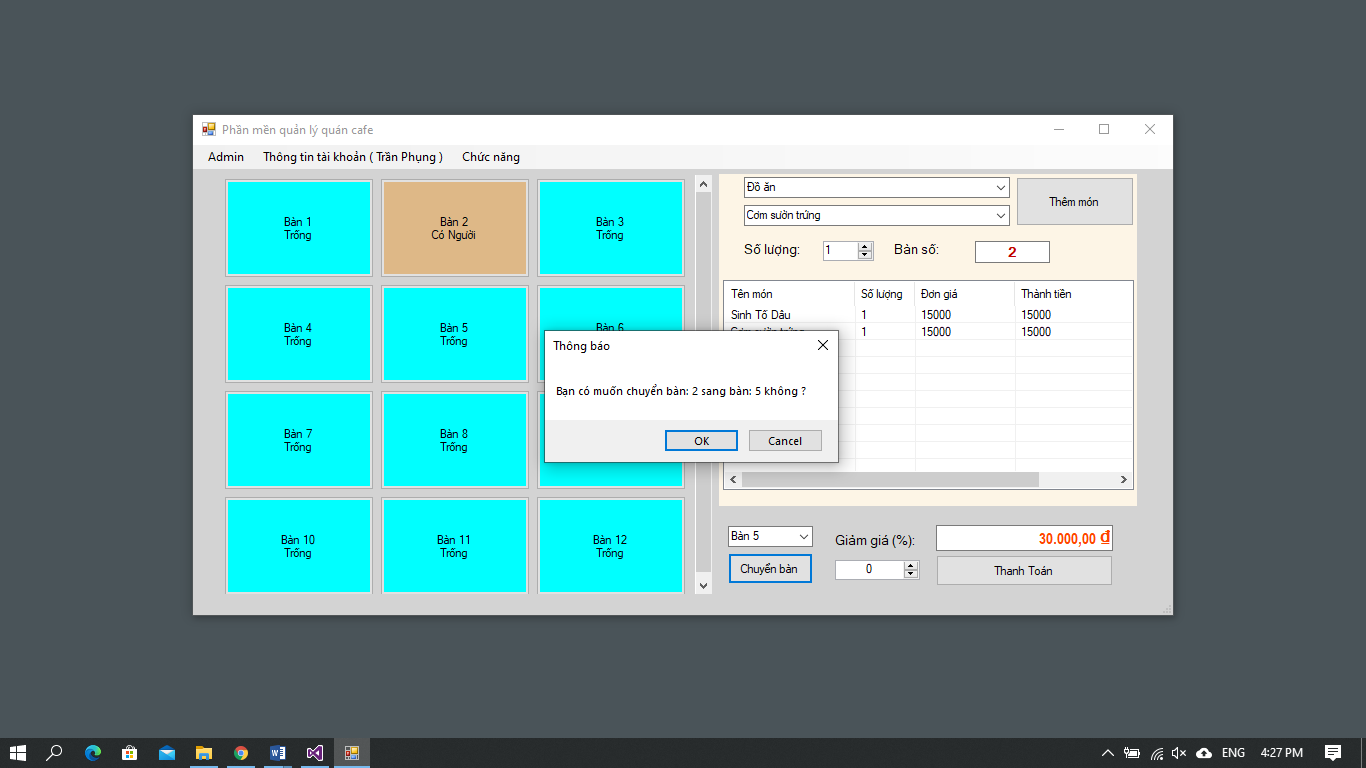 Phần mền quản lý quán cafe
Admin Thông tin tài khoản ( Trần Phụng ) Chức năng
Bàn 1
Trống
Bàn 2
Có Người
Bàn 3
Trống
Bàn 4
Trống
Bàn 5
Trống
Bàn 6
Bàn 7
Trống
Bàn 8
Trống
Bàn 10
Trống
Bàn 11
Trống
Bàn 12
Trống
Đồ ăn
Cơm sườn trứng
Thêm món
Số lượng: 1 Bàn số: 2
Tên món Số lượng Đơn giá Thành tiền
Sinh Tố Dâu 1 15000 15000
Cơm sườn trứng 1 15000 15000
Thông báo
Bạn có muốn chuyển bàn: 2 sang bàn: 5 không ?
OK Cancel
Bàn 5 Giảm giá (%): 30.000,00 ₫
Chuyển bàn 0 Thanh Toán
ENG 4:27 PM